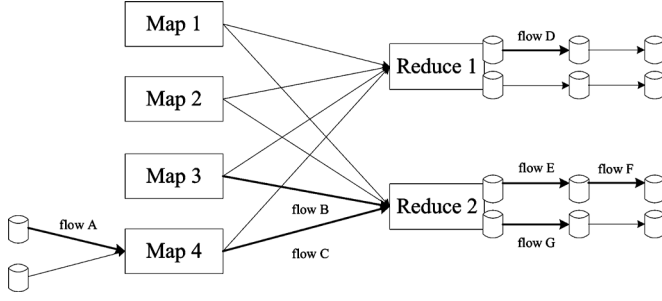 Map 1
flow D
Reduce 1
Map 2
Map 3
flow E
flow F
flow B
Reduce 2
flow A
Map 4
flow C
flow G